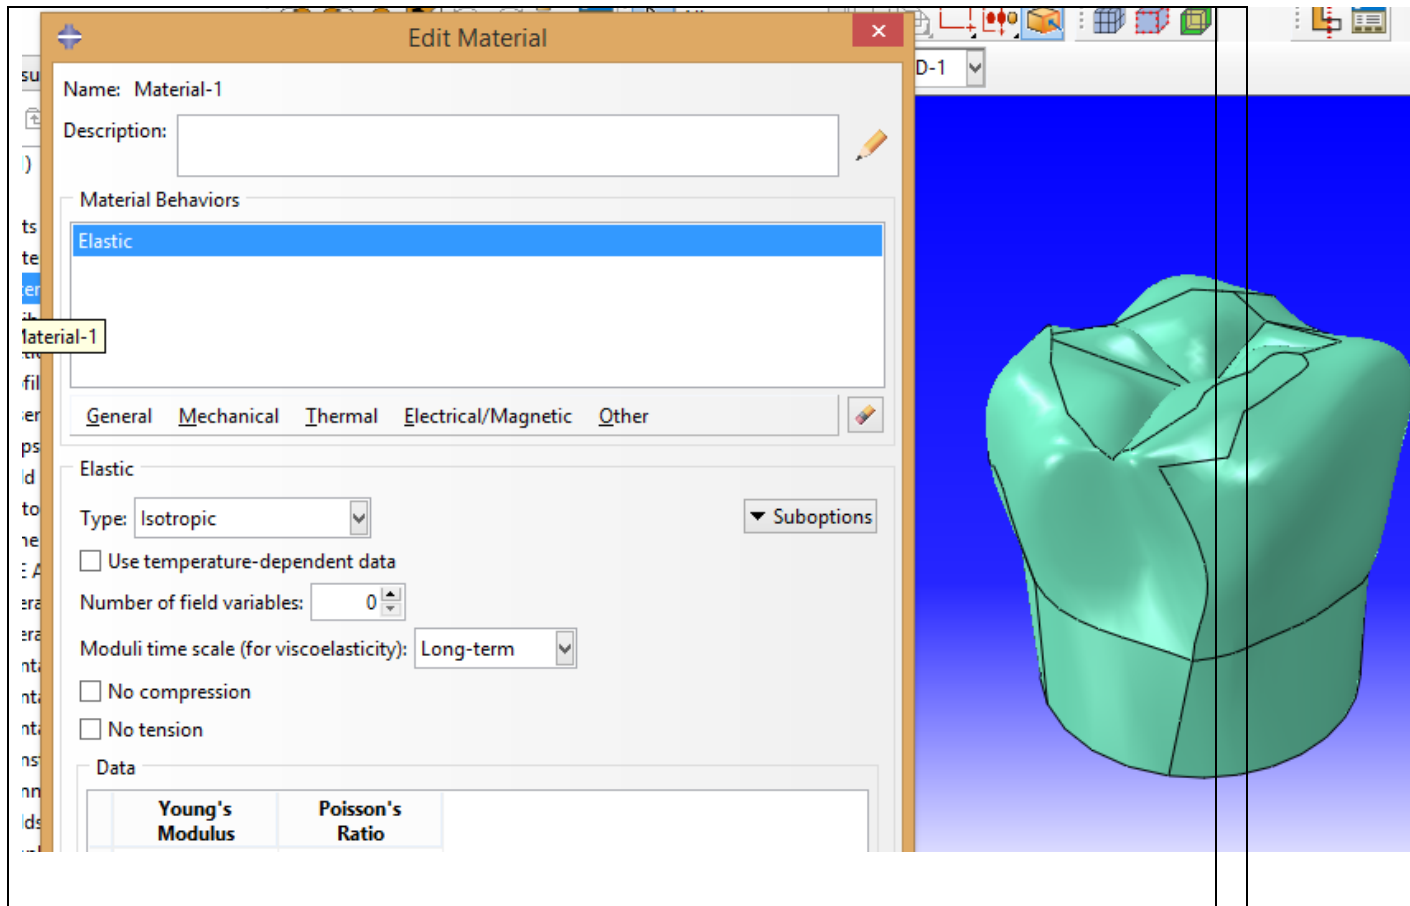 Edit Material
D-1
Name: Material-1
Description:
Material Behaviors
Elastic
Material-1
General Mechanical Thermal Electrical/Magnetic Other
Elastic
Type: Isotropic
Suboptions
Use temperature-dependent data
Number of field variables: 0
Moduli time scale (for viscoelasticity): Long-term
No compression
No tension
Data
Young's Modulus
Poisson's Ratio